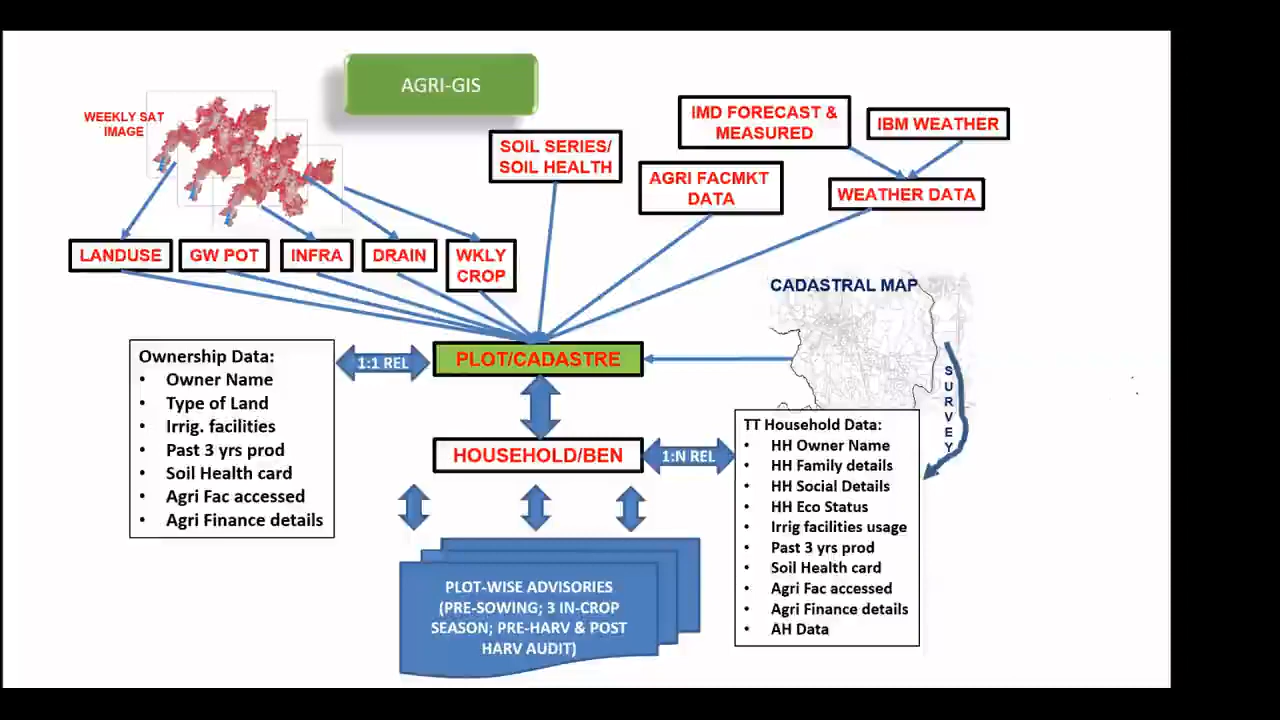 AGRI-GIS
WEEKLY SAT
IMAGE
SOIL SERIES/
SOIL HEALTH
IMD FORECAST &
MEASURED
IBM WEATHER
AGRI FACMKT
DATA
WEATHER DATA
LANDUSE
GW POT
INFRA
DRAIN
WKLY
CROP
CADASTRAL MAP
Ownership Data:
• Owner Name
• Type of Land
• Irrig. facilities
• Past 3 yrs prod
• Soil Health card
• Agri Fac accessed
• Agri Finance details
1:1 REL
PLOT/CADASTRE
SURVEY
HOUSEHOLD/BEN
1:N REL
TT Household Data:
• HH Owner Name
• HH Family details
• HH Social Details
• HH Eco Status
• Irrig facilities usage
• Past 3 yrs prod
• Soil Health card
• Agri Fac accessed
• Agri Finance details
• AH Data
PLOT-WISE ADVISORIES
(PRE-SOWING; 3 IN-CROP
SEASON; PRE-HARV & POST
HARV AUDIT)